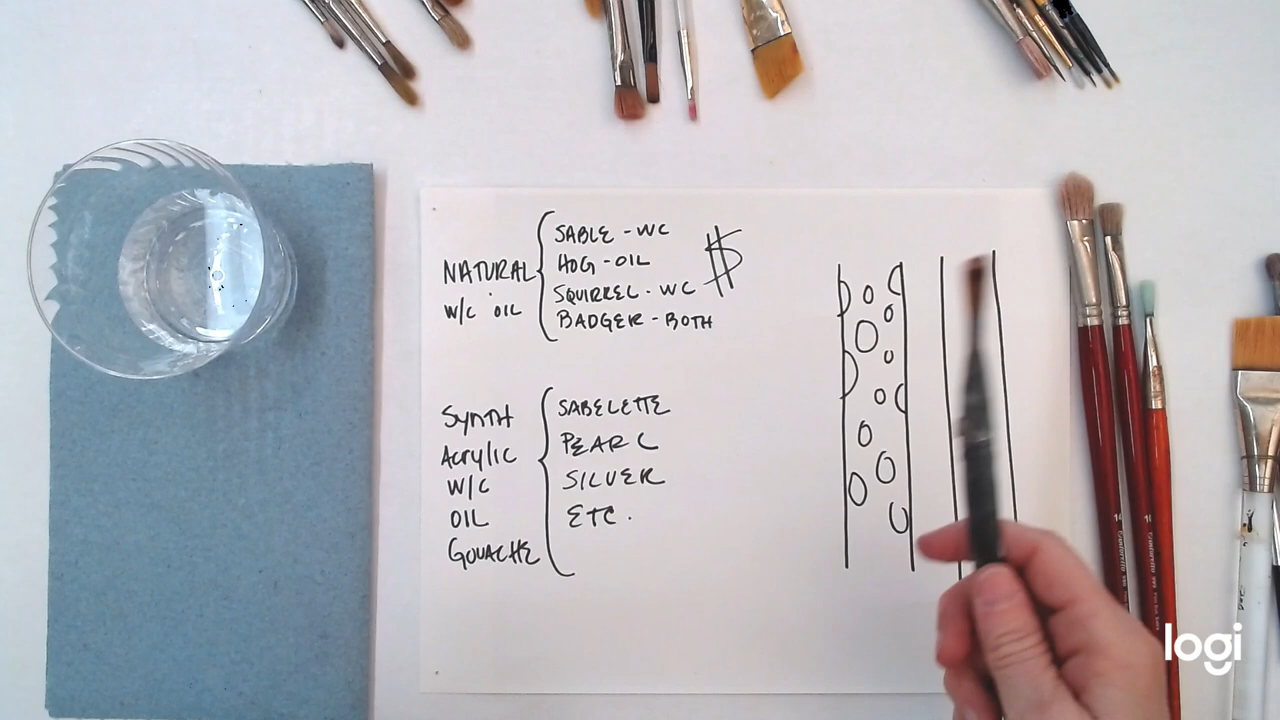 NATURAL
W/C OIL
SABLE - WC
HOG - OIL
SQUIRREL - WC
BADGER - BOTH
$
SYNTH
ACRYLIC
W/C
OIL
GOUACHE
SABELETTE
PEARL
SILVER
ETC.
logi